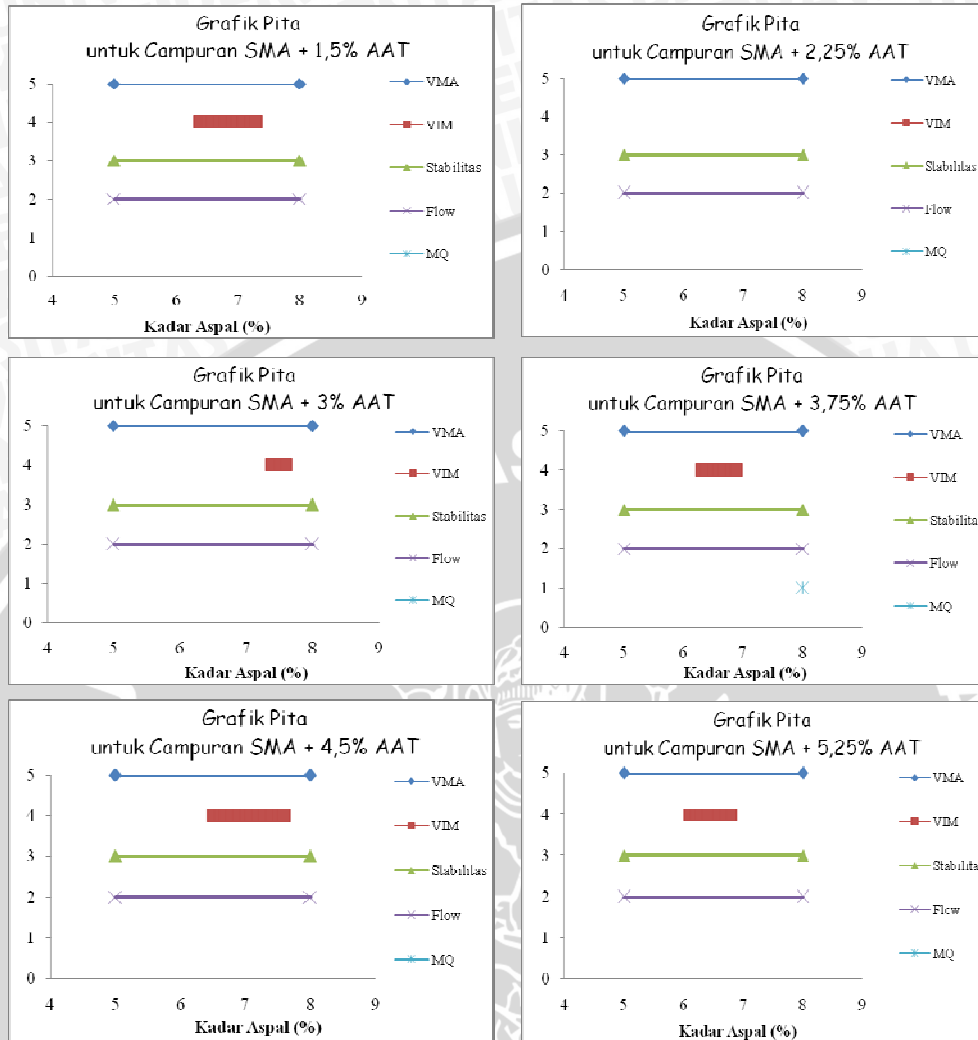 Grafik Pita
untuk Campuran SMA + 1,5% AAT
5
4
3
2
1
0
4 5 6 7 8 9
Kadar Aspal (%)
VMA
VIM
Stabilitas
Flow
MQ
Grafik Pita
untuk Campuran SMA + 2,25% AAT
5
4
3
2
1
0
4 5 6 7 8 9
Kadar Aspal (%)
VMA
VIM
Stabilitas
Flow
MQ
Grafik Pita
untuk Campuran SMA + 3% AAT
5
4
3
2
1
0
4 5 6 7 8 9
Kadar Aspal (%)
VMA
VIM
Stabilitas
Flow
MQ
Grafik Pita
untuk Campuran SMA + 3,75% AAT
5
4
3
2
1
0
4 5 6 7 8 9
Kadar Aspal (%)
VMA
VIM
Stabilita
Flow
MQ
Grafik Pita
untuk Campuran SMA + 4,5% AAT
5
4
3
2
1
0
4 5 6 7 8 9
Kadar Aspal (%)
VMA
VIM
Stabilitas
Flow
MQ
Grafik Pita
untuk Campuran SMA + 5,25% AAT
5
4
3
2
1
0
4 5 6 7 8 9
Kadar Aspal (%)
VMA
VIM
Stabilita
Flow
MQ